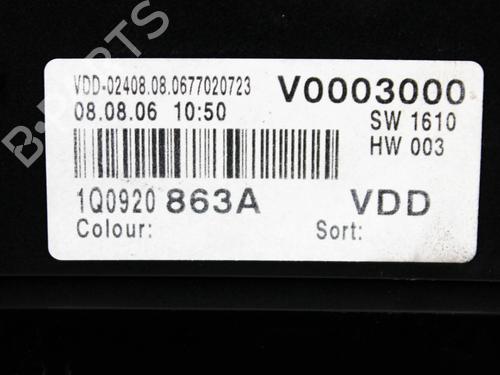 B-PARTS
VDD-02408.08.0677020723 V0003000
08.08.06 10:50 SW 1610
HW 003
1Q0920 863A VDD
Colour: Sort: